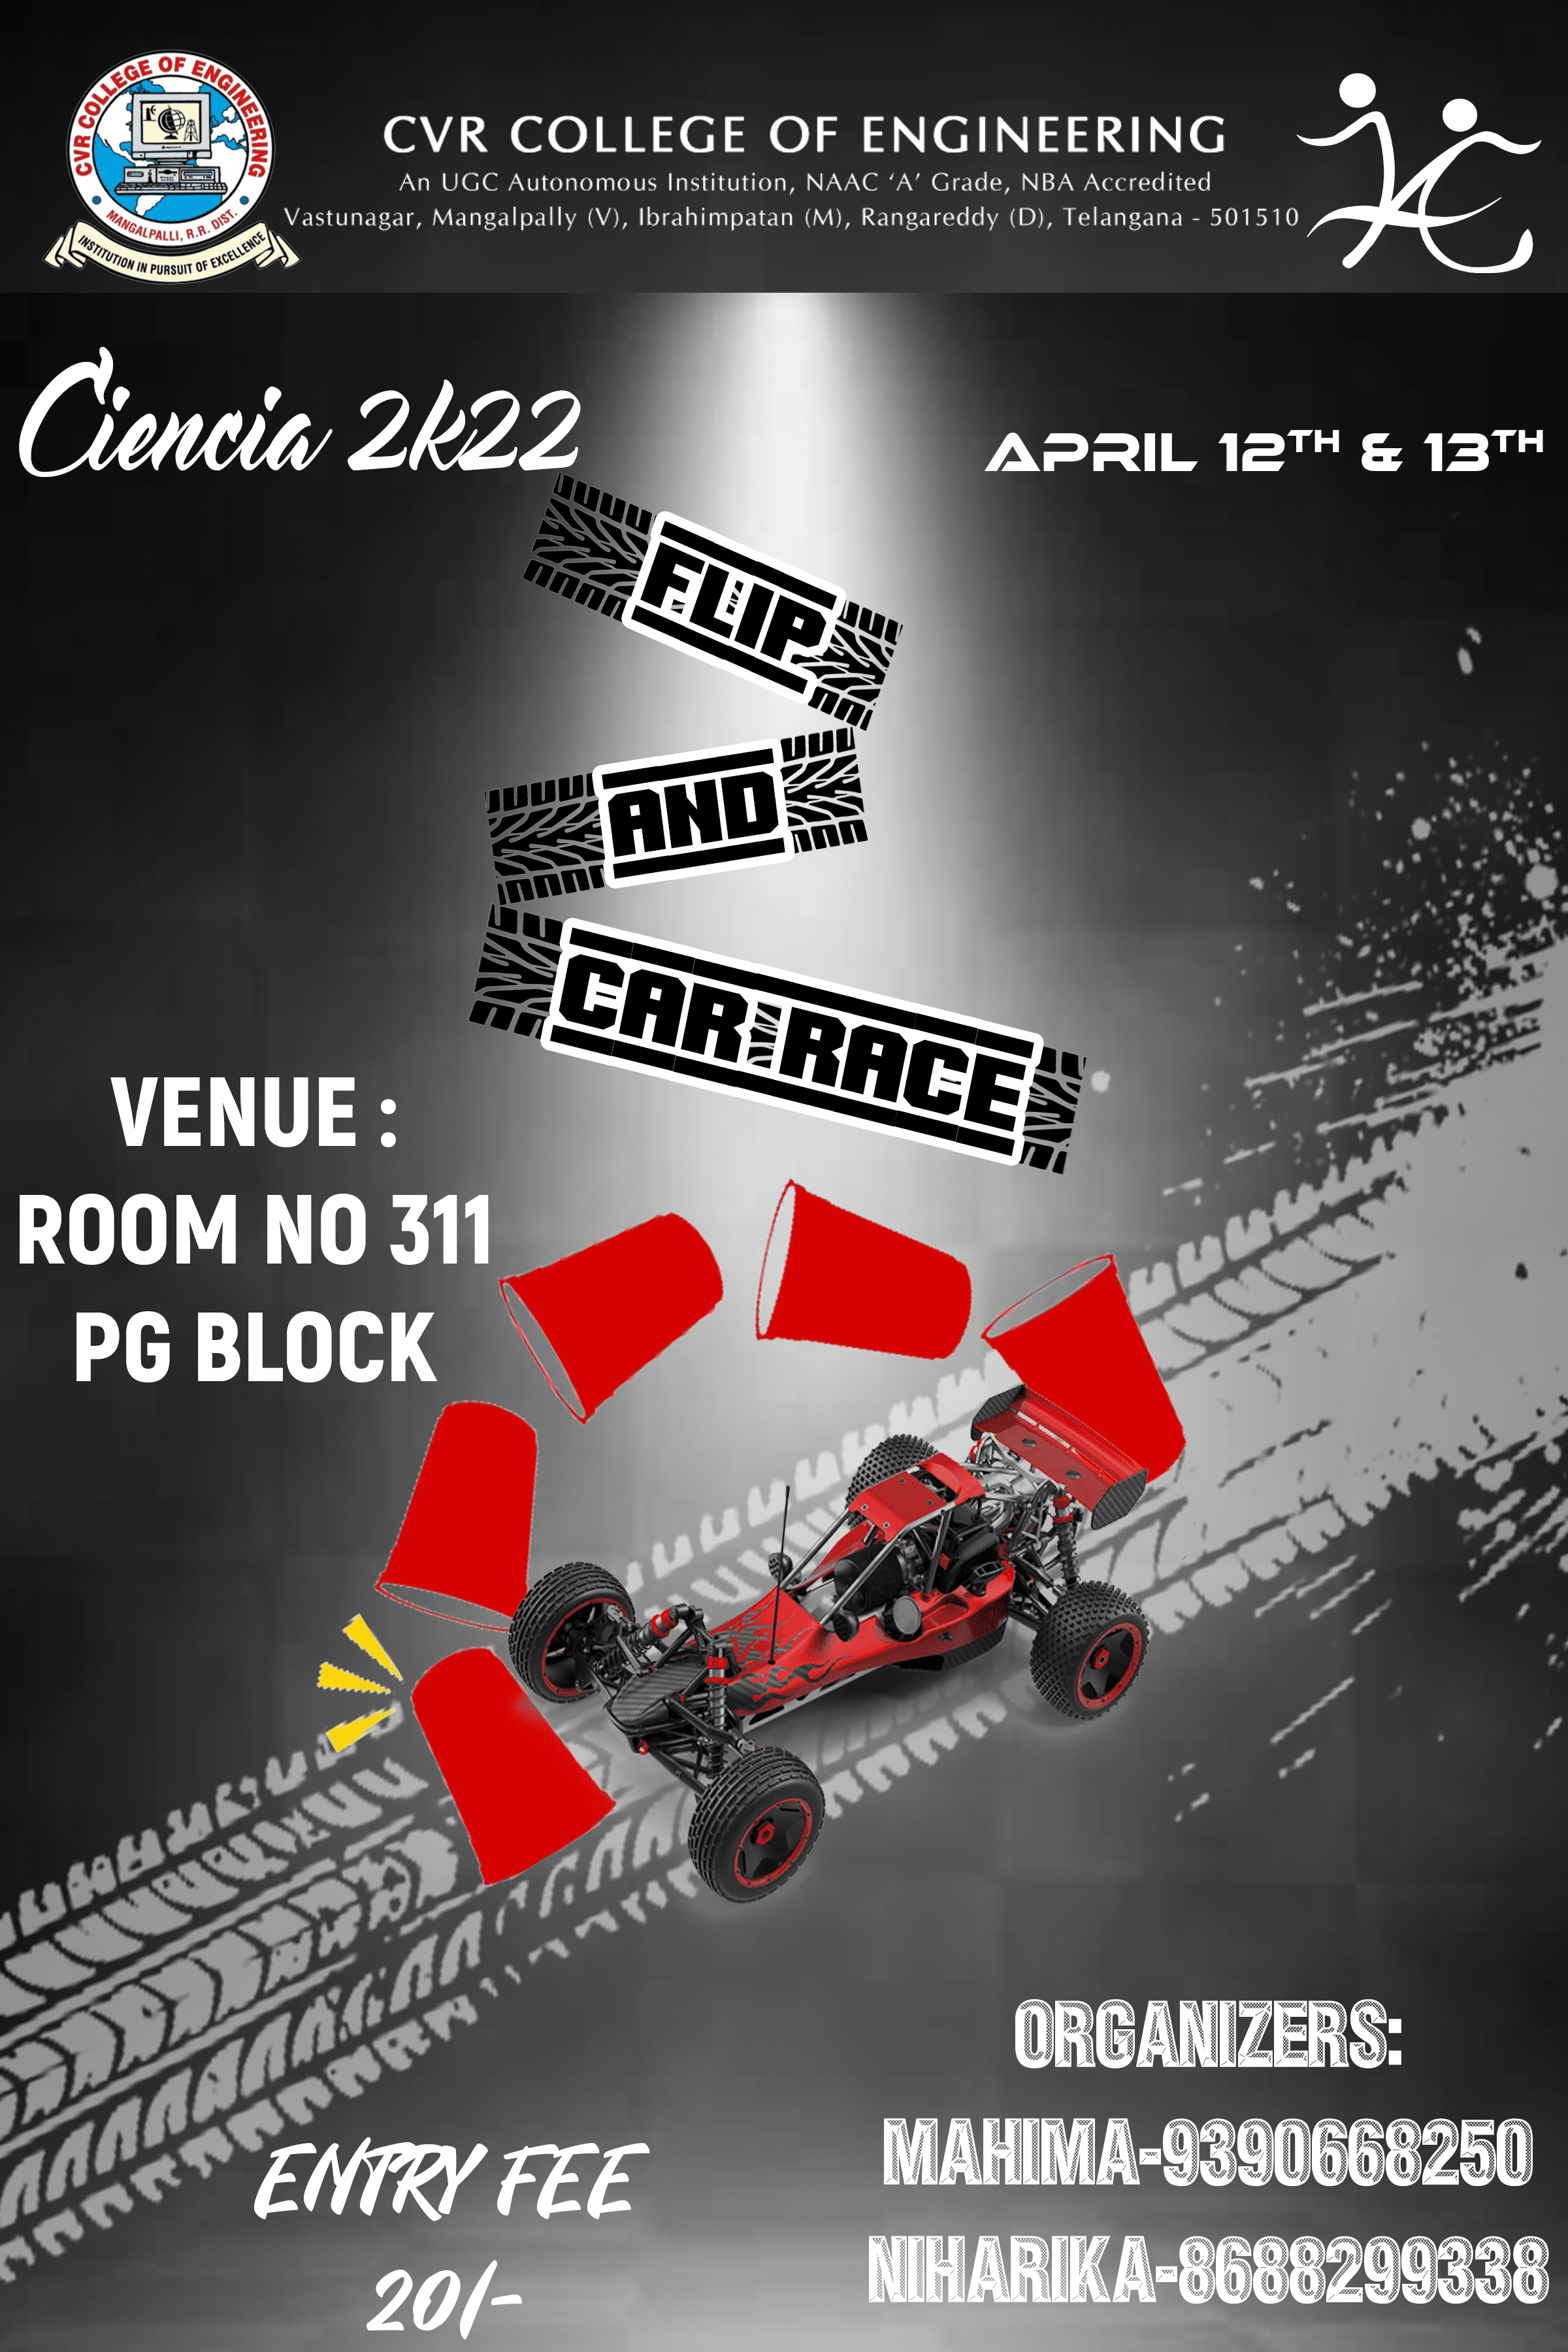 CVR COLLEGE OF ENGINEERING
MANGALPALLI, R.R. DIST.
INSTITUTION IN PURSUIT OF EXCELLENCE
CVR COLLEGE OF ENGINEERING
An UGC Autonomous Institution, NAAC ‘A’ Grade, NBA Accredited
Vastunagar, Mangalpally (V), Ibrahimpatan (M), Rangareddy (D), Telangana - 501510
Ciencia 2k22
APRIL 12TH & 13TH
FLIP
AND
CAR RACE
VENUE :
ROOM NO 311
PG BLOCK
ORGANIZERS:
MAHIMA-9390668250
NIHARIKA-8688299338
ENTRY FEE
20/-